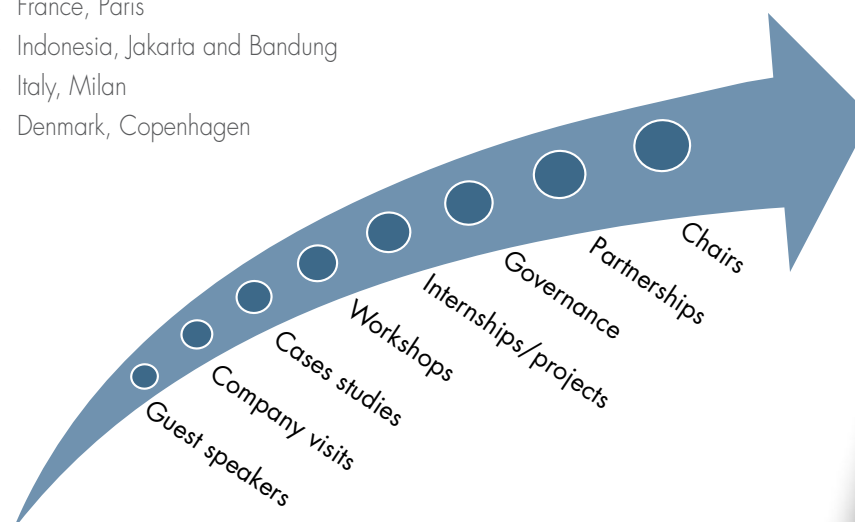 France, Paris
Indonesia, Jakarta and Bandung
Italy, Milan
Denmark, Copenhagen
Chairs
Partnerships
Governance
Internships/projects
Workshops
Cases studies
Company visits
Guest speakers